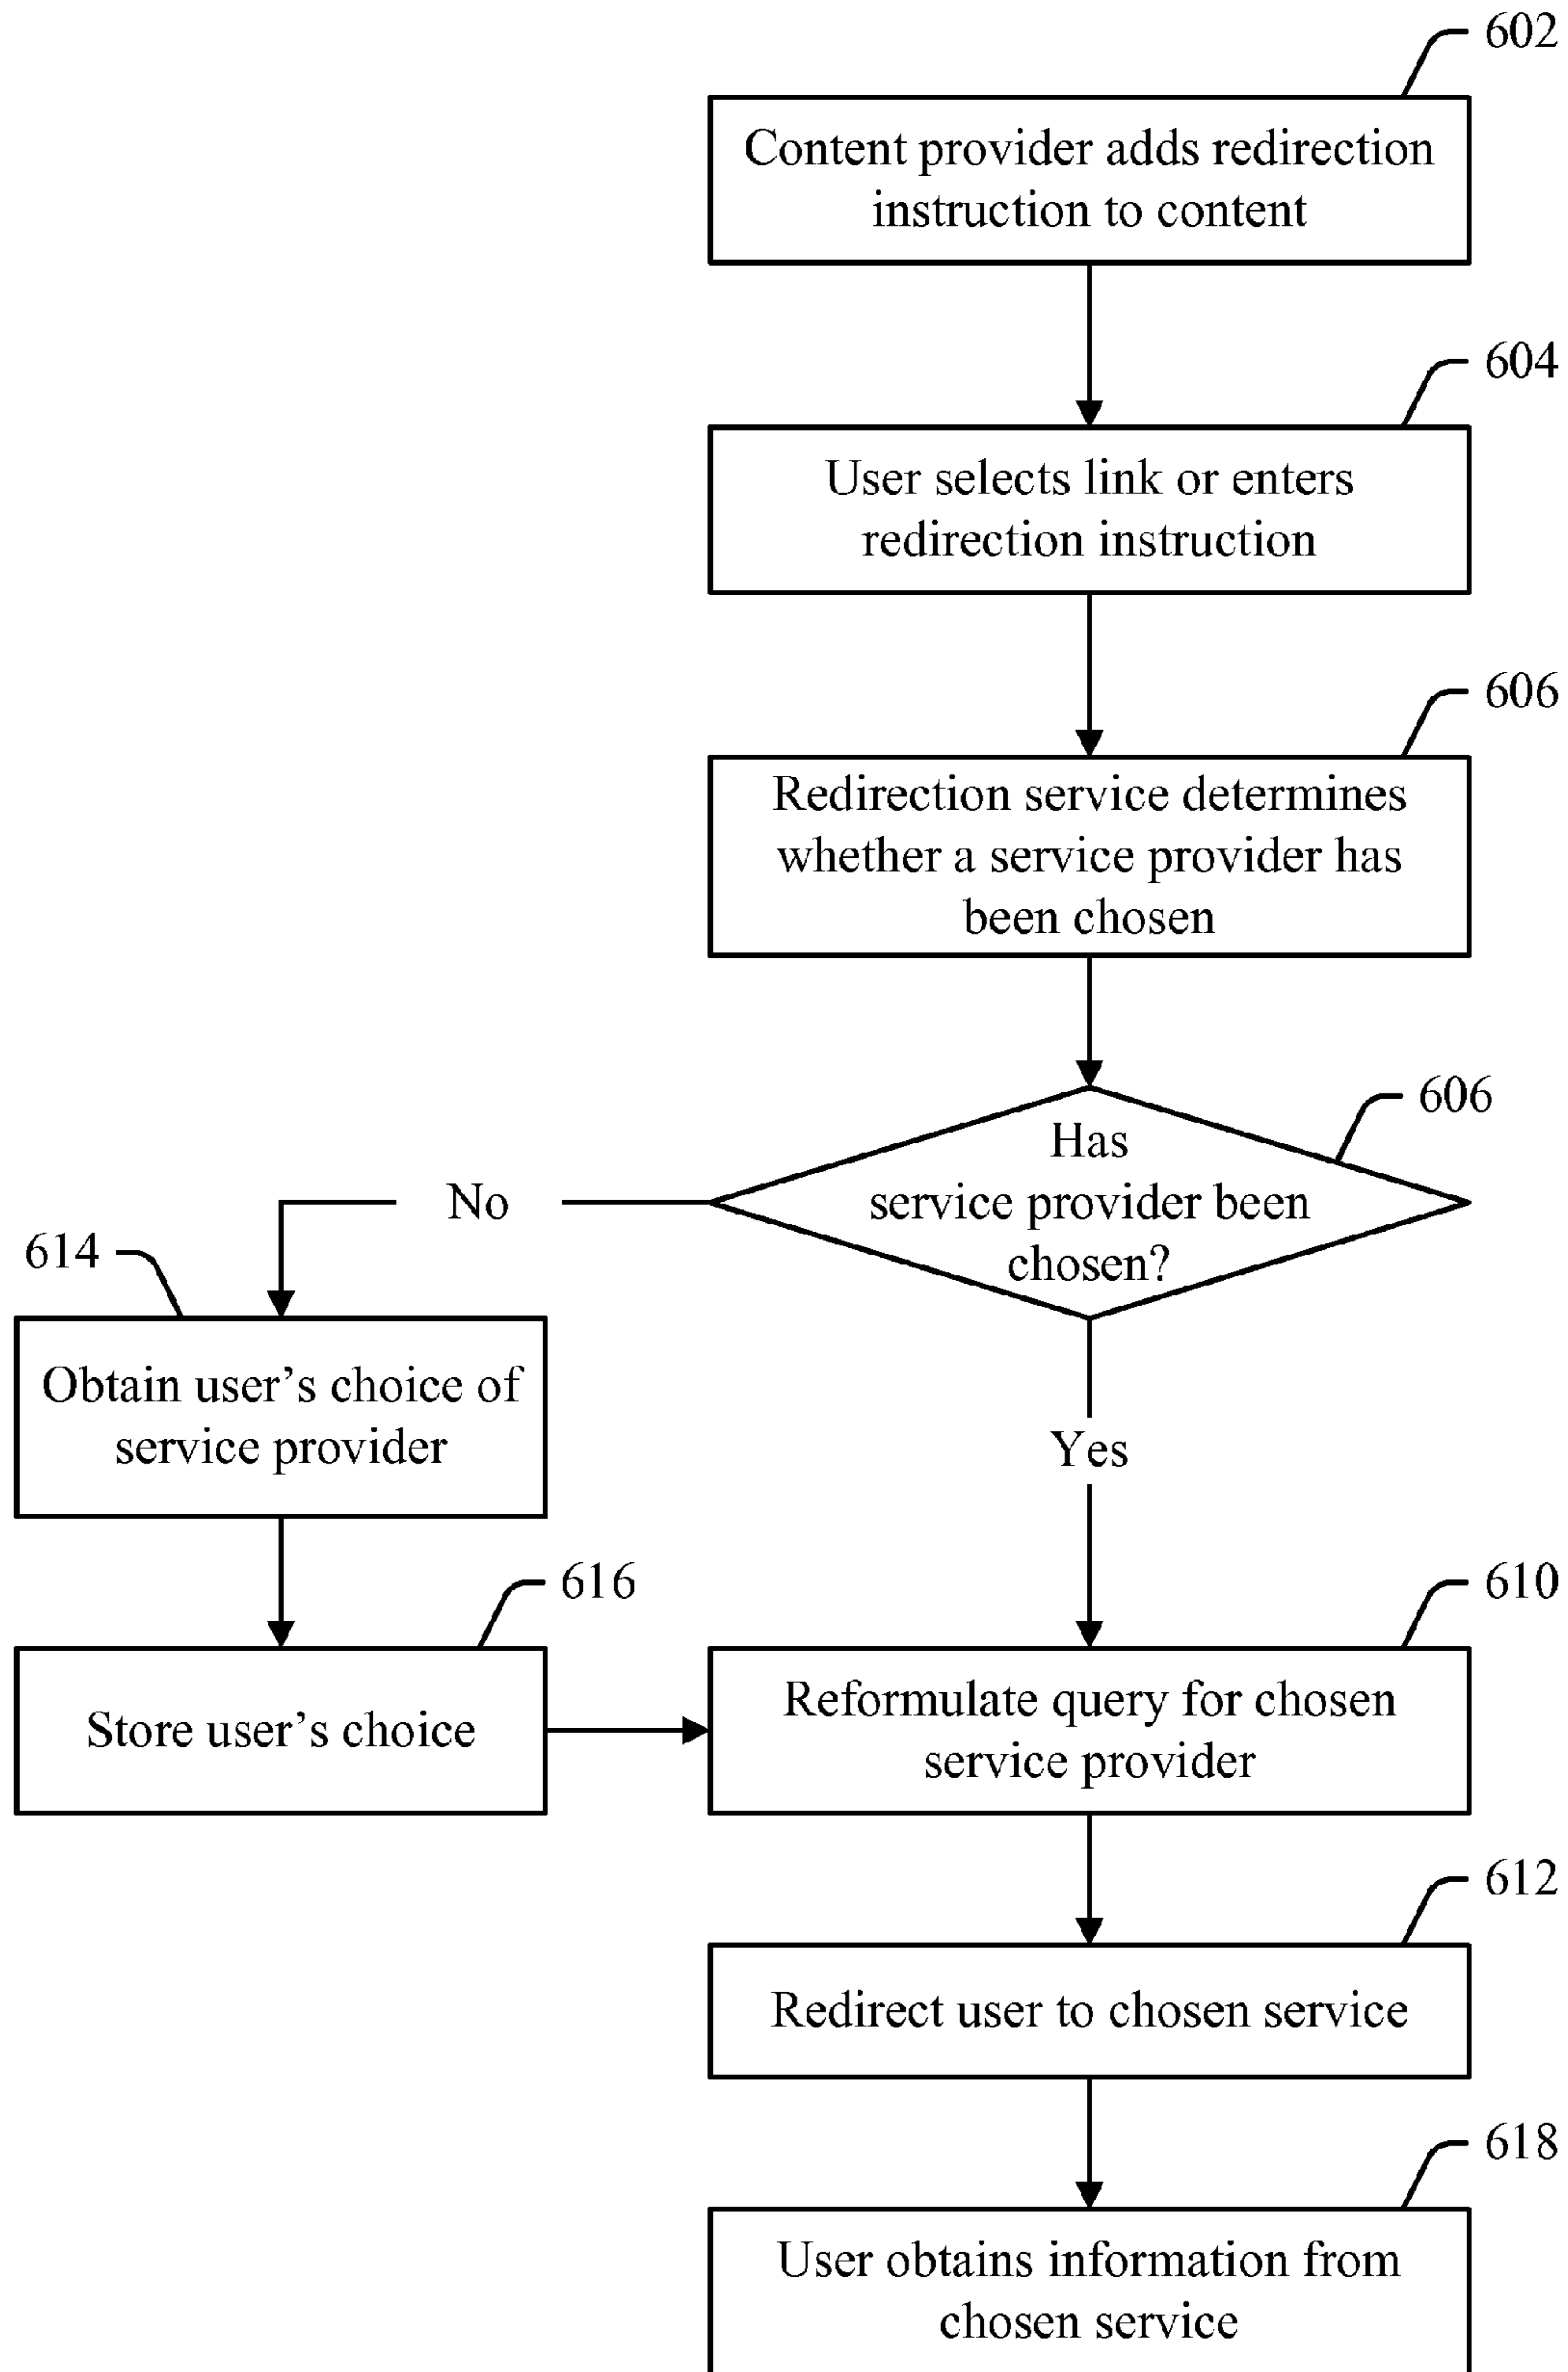 602
Content provider adds redirection
instruction to content
604
User selects link or enters
redirection instruction
606
Redirection service determines
whether a service provider has
been chosen
606
Has
service provider been
chosen?
No
614
Obtain user’s choice of
service provider
Yes
616
Store user’s choice
610
Reformulate query for chosen
service provider
612
Redirect user to chosen service
618
User obtains information from
chosen service